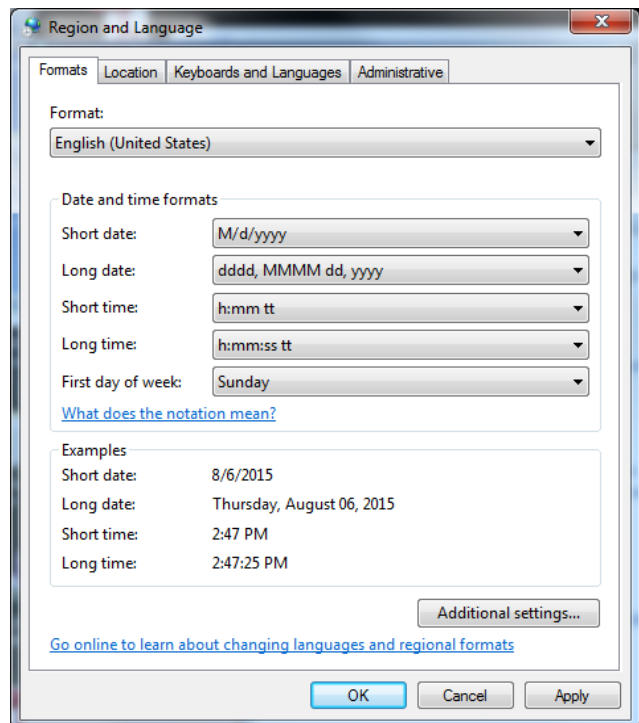 Region and Language
Formats Location Keyboards and Languages Administrative
Format:
English (United States)
Date and time formats
Short date: M/d/yyyy
Long date: dddd, MMMM dd, yyyy
Short time: h:mm tt
Long time: h:mm:ss tt
First day of week: Sunday
What does the notation mean?
Examples
Short date: 8/6/2015
Long date: Thursday, August 06, 2015
Short time: 2:47 PM
Long time: 2:47:25 PM
Additional settings...
Go online to learn about changing languages and regional formats
OK Cancel Apply